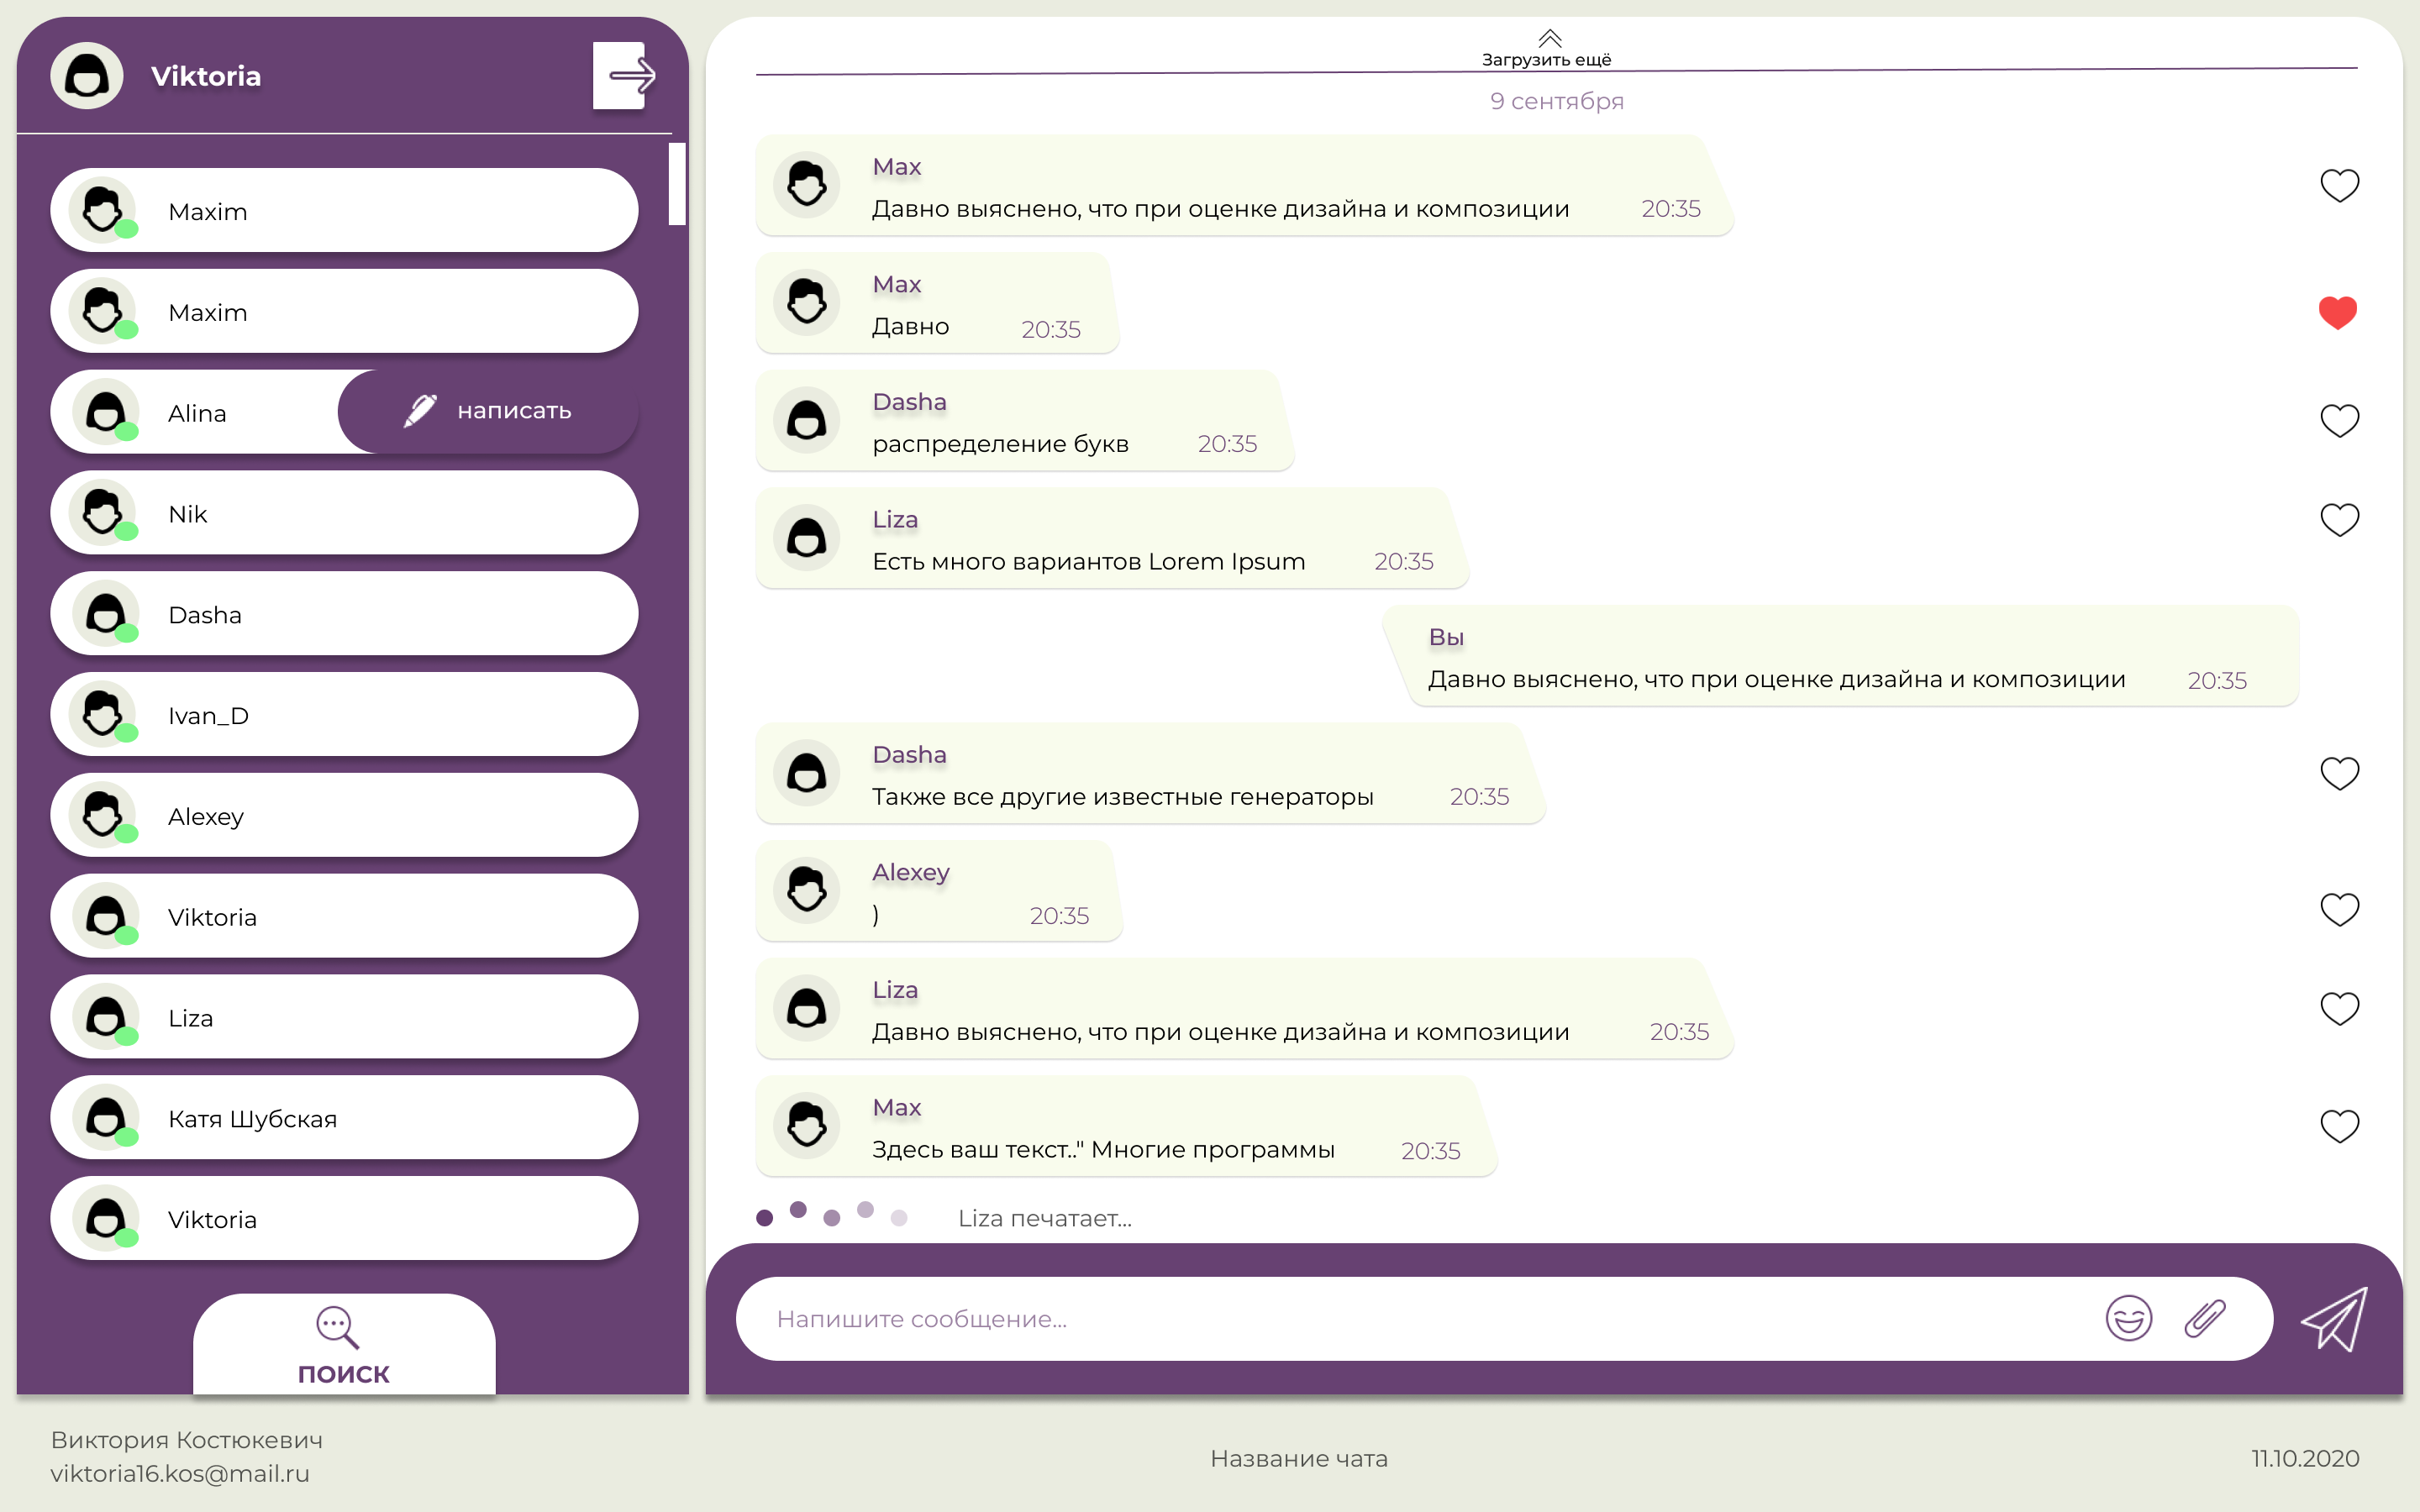 Viktoria
Maxim
Maxim
Alina
написать
Nik
Dasha
Ivan_D
Alexey
Viktoria
Liza
Катя Шубская
Viktoria
ПОИСК
Загрузить ещё
9 сентября
Max
Давно выяснено, что при оценке дизайна и композиции 20:35
Max
Давно 20:35
Dasha
распределение букв 20:35
Liza
Есть много вариантов Lorem Ipsum 20:35
Вы
Давно выяснено, что при оценке дизайна и композиции 20:35
Dasha
Также все другие известные генераторы 20:35
Alexey
) 20:35
Liza
Давно выяснено, что при оценке дизайна и композиции 20:35
Max
Здесь ваш текст.." Многие программы 20:35
Liza печатает...
Напишите сообщение...
Виктория Костюкевич
viktoria16.kos@mail.ru
Название чата
11.10.2020